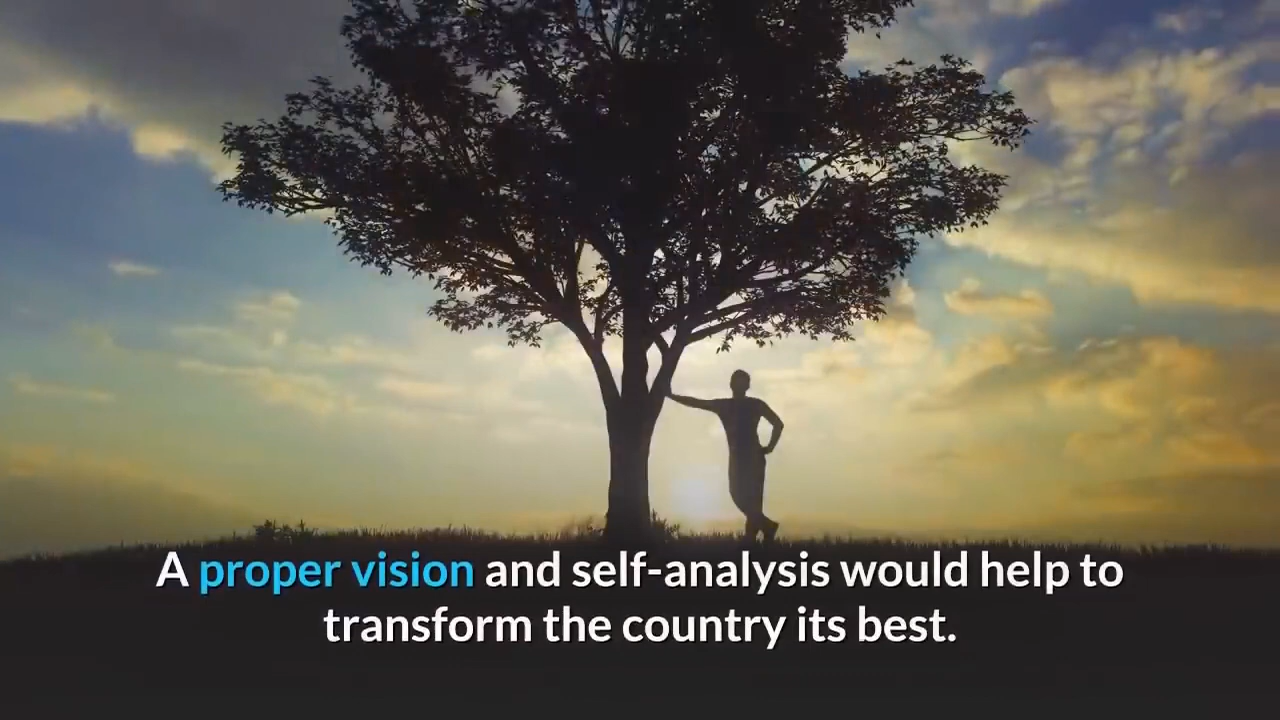 A proper vision and self-analysis would help to
transform the country its best.